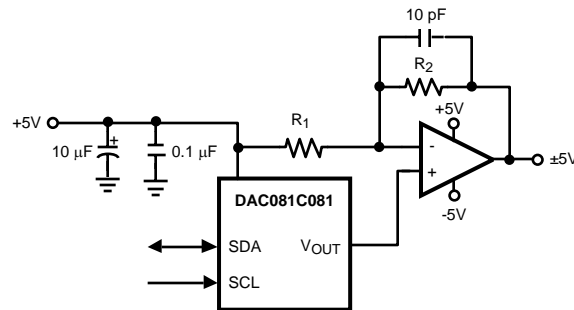 10 pF
R2
R1
+5V
+5V
10 μF
+
0.1 μF
-
+
±5V
-5V
DAC081C081
SDA
VOUT
SCL